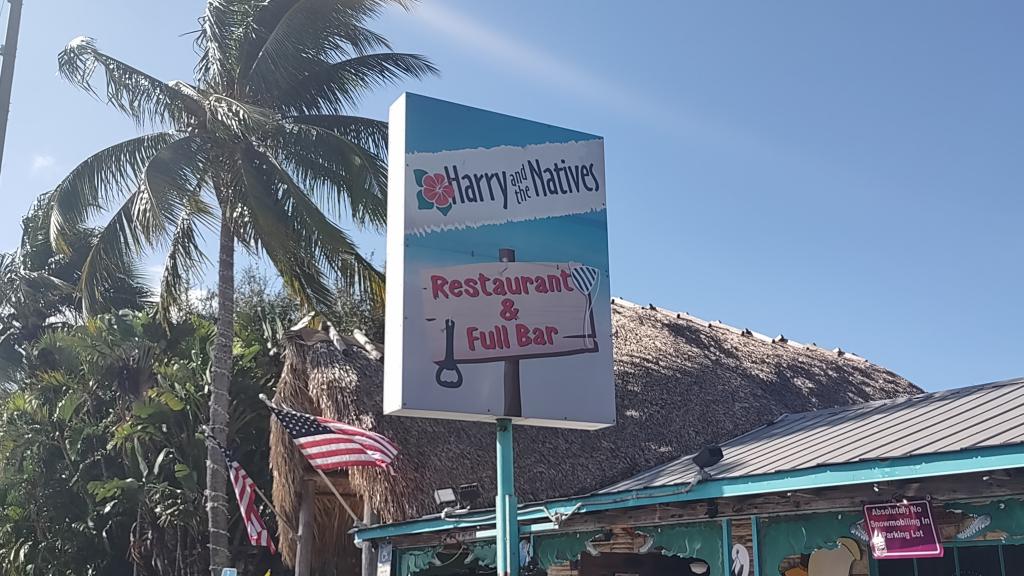 Harry and the Natives
Restaurant
&
Full Bar
Absolutely No
Snowmobiling In
Parking Lot